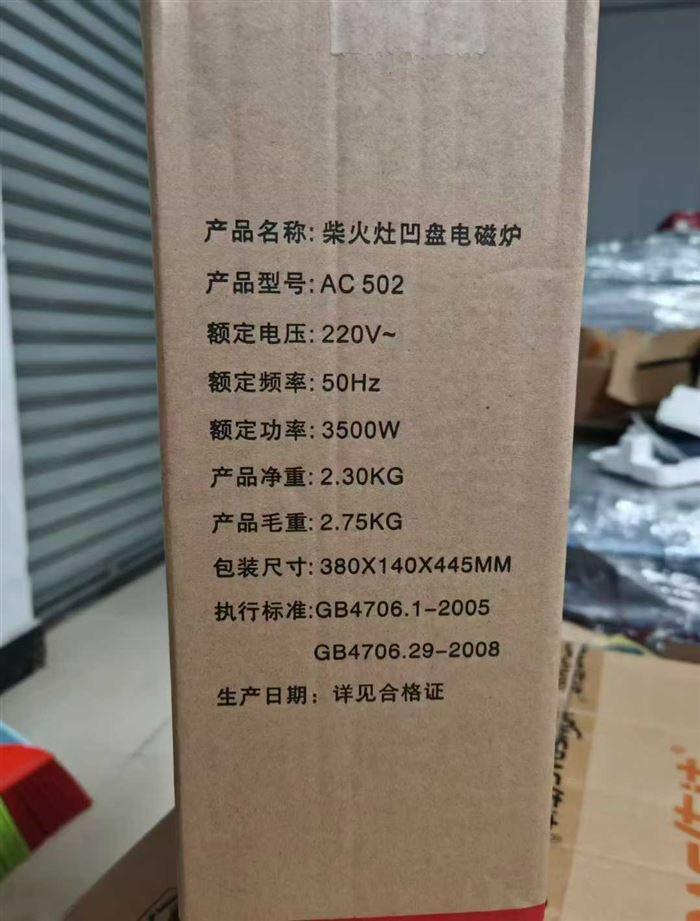 产品名称: 柴火灶凹盘电磁炉
产品型号: AC 502
额定电压: 220V~
额定频率: 50Hz
额定功率: 3500W
产品净重: 2.30KG
产品毛重: 2.75KG
包装尺寸: 380X140X445MM
执行标准:GB4706.1-2005
GB4706.29-2008
生产日期: 详见合格证